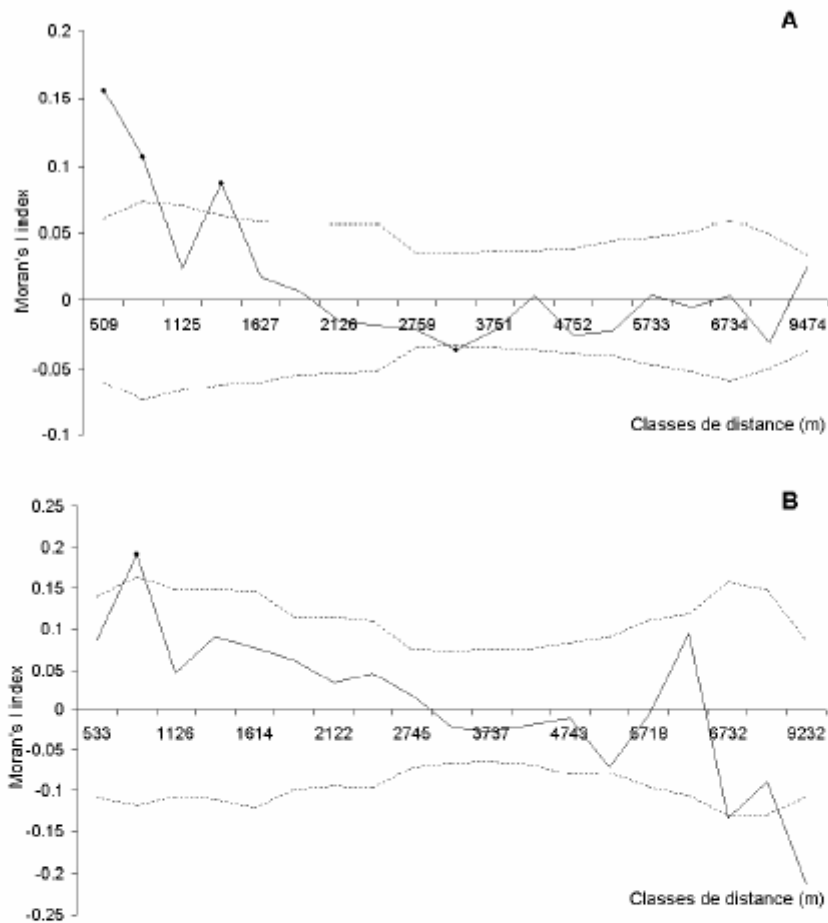 A
0.2
0.15
0.1
0.05
0
-0.05
-0.1
Moran's I index
509 1125 1627 2126 2759 3751 4752 5733 6734 9474
Classes de distance (m)
B
0.25
0.2
0.15
0.1
0.05
0
-0.05
-0.1
-0.15
-0.2
-0.25
Moran's I index
533 1126 1614 2122 2745 3737 4743 5718 6732 9232
Classes de distance (m)